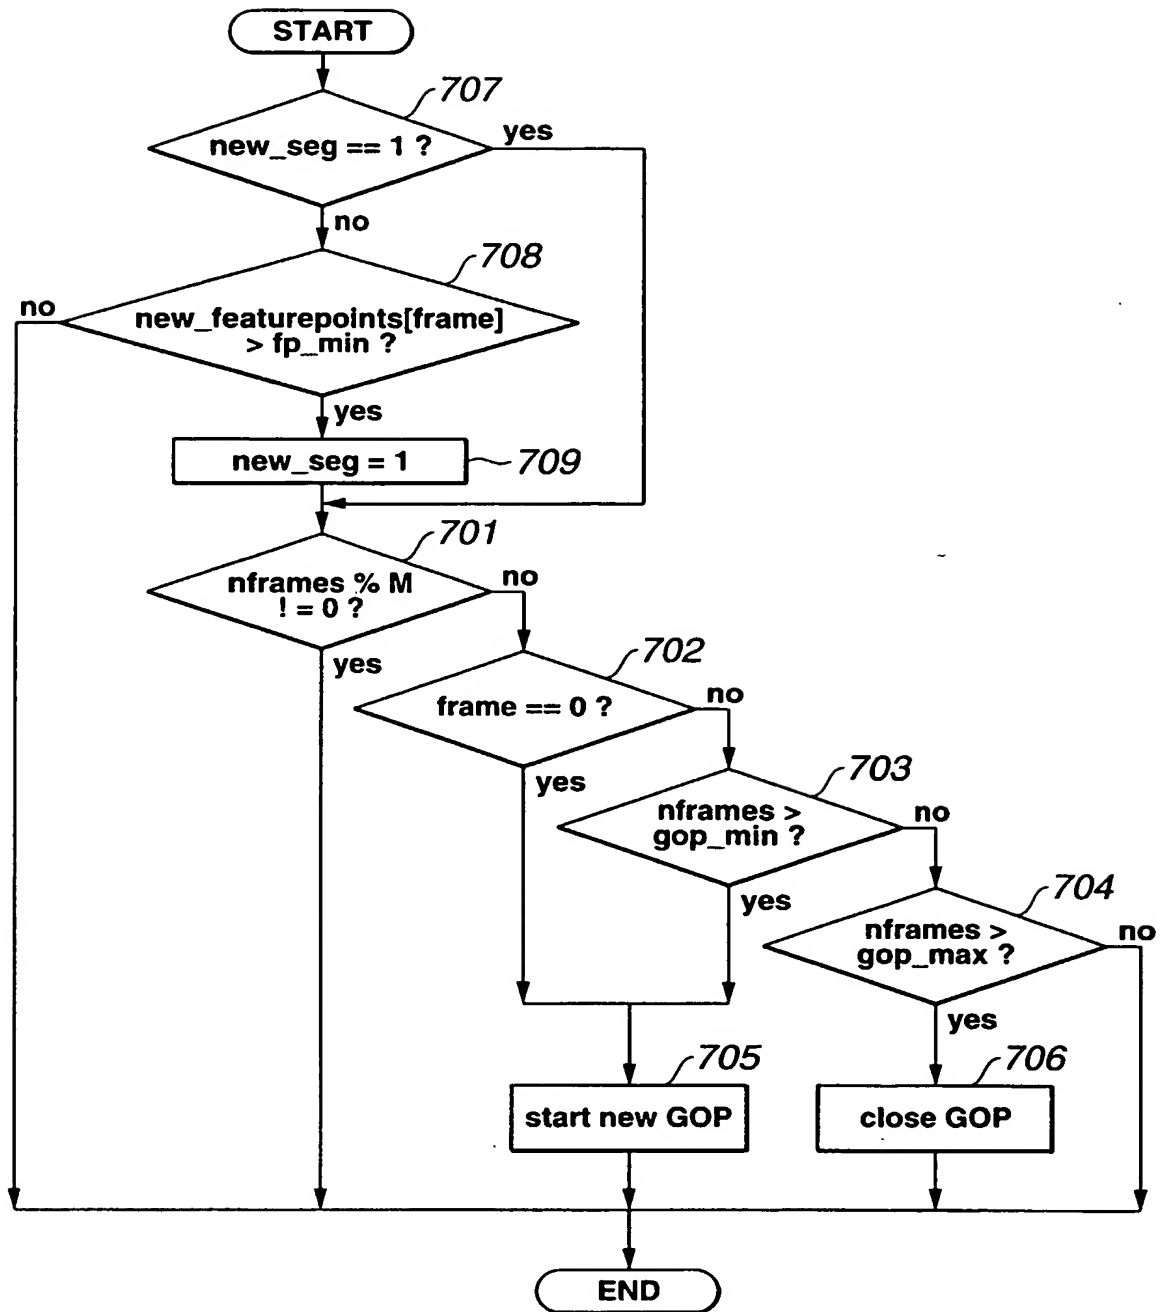 START
707
new_seg == 1 ?
yes
no
708
no
new_featurepoints[frame]
> fp_min ?
yes
new_seg = 1
709
701
nframes % M
! = 0 ?
no
yes
702
frame == 0 ?
no
yes
703
nframes >
gop_min ?
no
yes
704
nframes >
gop_max ?
no
yes
705
start new GOP
706
close GOP
END